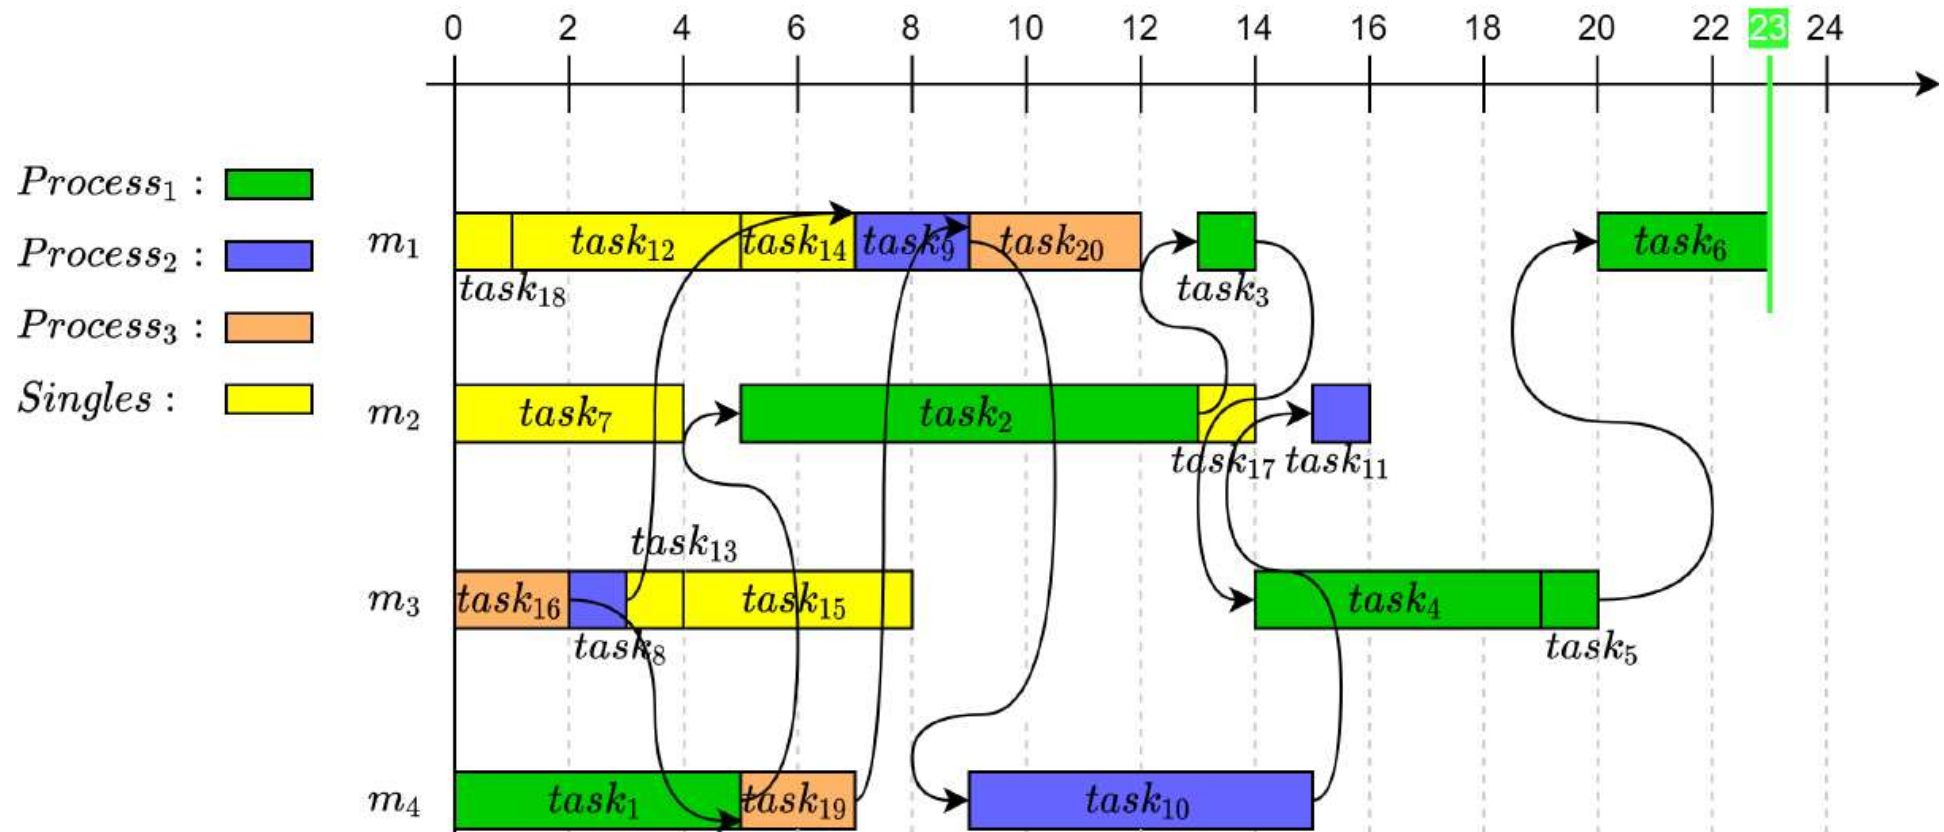 0 2 4 6 8 10 12 14 16 18 20 22 23 24
Process₁ :
Process₂ :
Process₃ :
Singles :
m₁ task₁₂ task₁₄ task₉ task₂₀ task₆
task₁₈ task₃
m₂ task₇ task₂
task₁₇ task₁₁
task₁₃
m₃ task₁₆ task₁₅ task₄
task₈ task₅
m₄ task₁ task₁₉ task₁₀